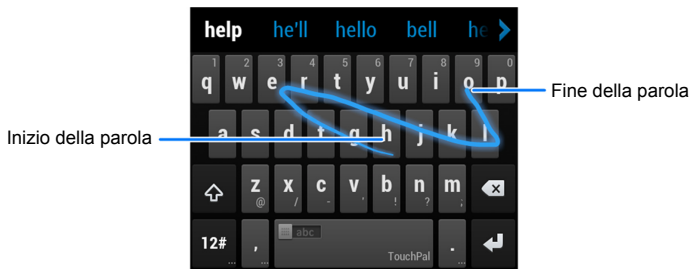 help he'll hello bell he
1 2 3 4 5 6 7 8 9 0
q w e r t y u i o p
Fine della parola
Inizio della parola
a s d f g h j k l
z x c v b n m
@ / - ' ! ? ;
12# , abc TouchPal .